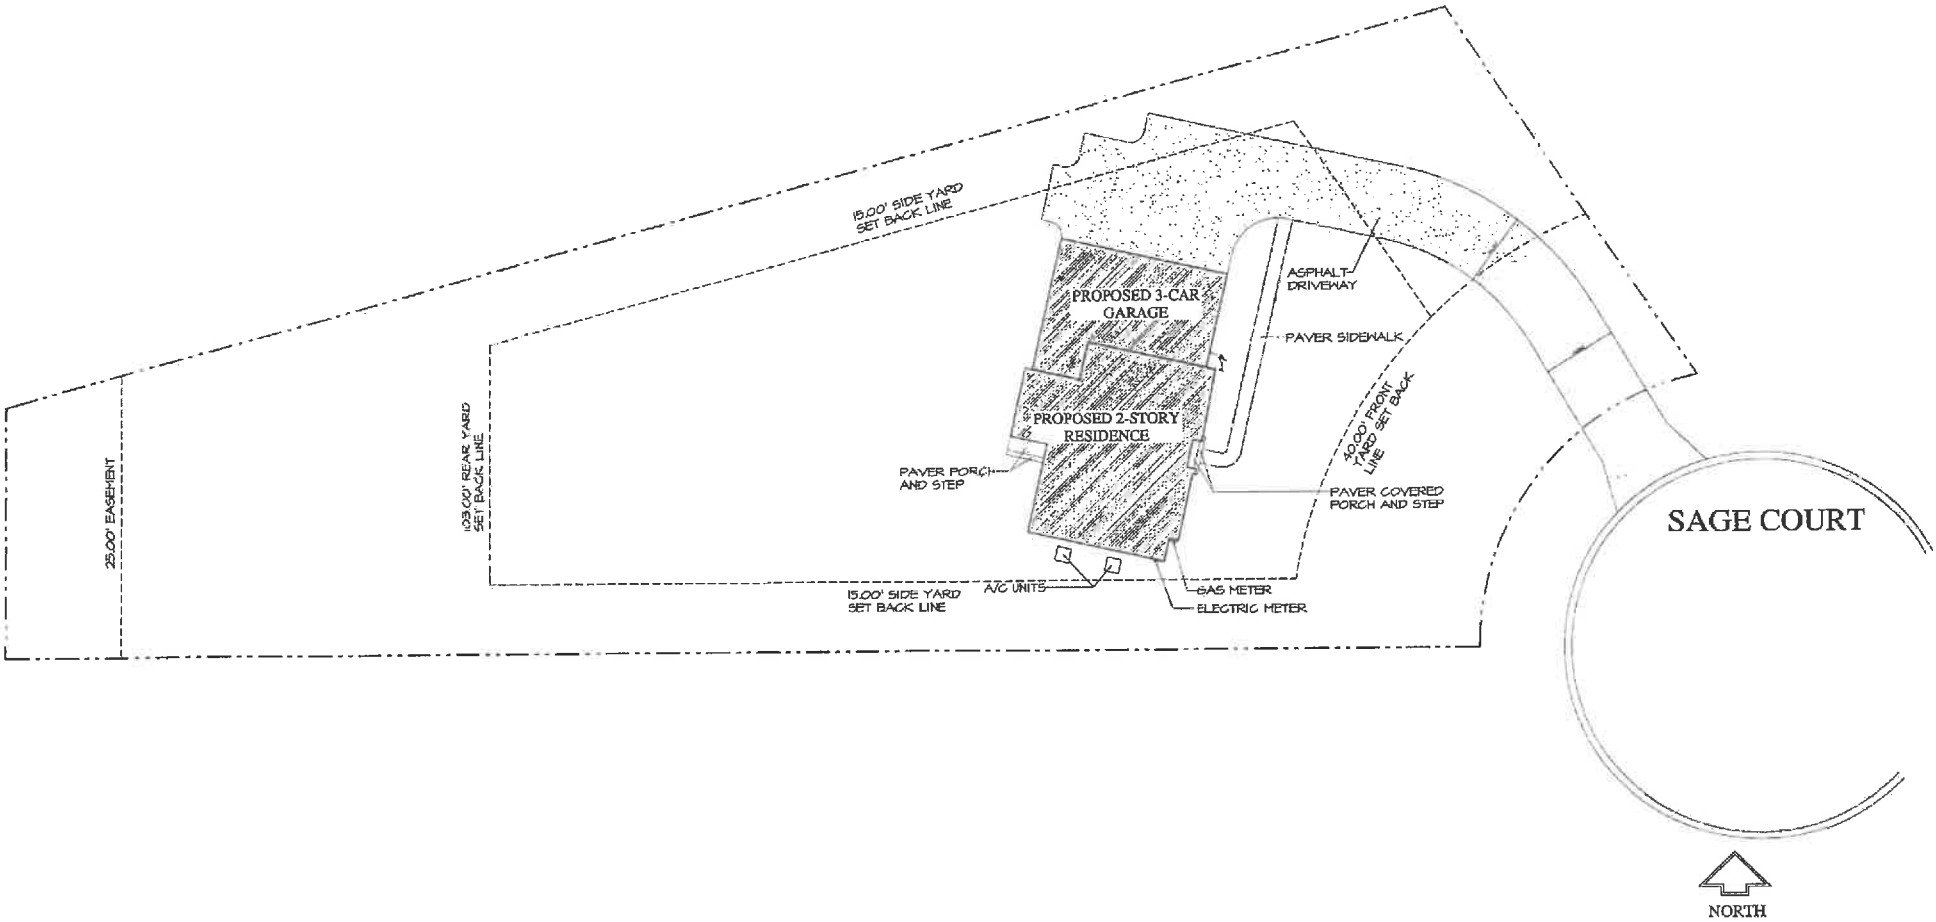 15.00' SIDE YARD
SET BACK LINE
ASPHALT
DRIVEWAY
PROPOSED 3-CAR
GARAGE
PAVER SIDEWALK
40.00' FRONT
YARD SET BACK
LINE
103.00' REAR YARD
SET BACK LINE
25.00' EASEMENT
PROPOSED 2-STORY
RESIDENCE
PAVER PORCH
AND STEP
PAVER COVERED
PORCH AND STEP
SAGE COURT
A/C UNITS
15.00' SIDE YARD
SET BACK LINE
GAS METER
ELECTRIC METER
NORTH